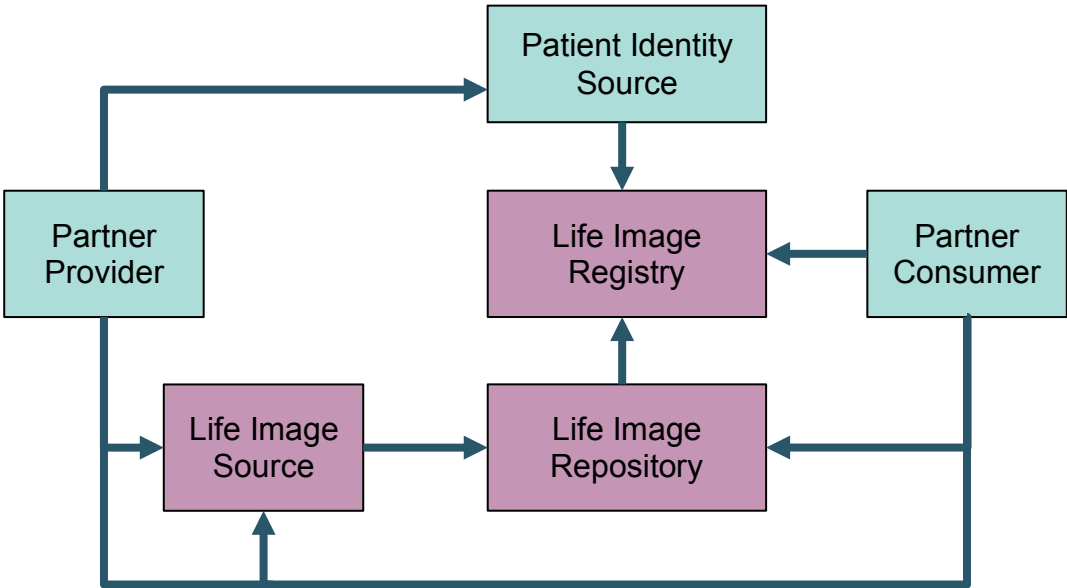 Patient Identity
Source
Partner
Provider
Life Image
Registry
Partner
Consumer
Life Image
Source
Life Image
Repository